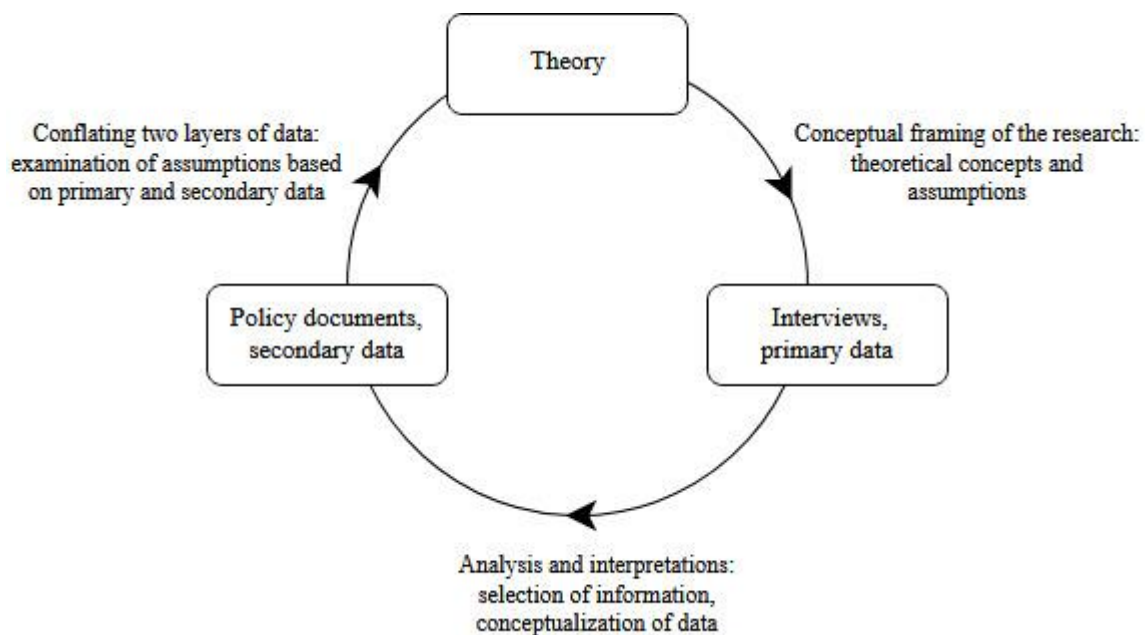 Theory
Conflating two layers of data:
examination of assumptions based
on primary and secondary data
Conceptual framing of the research:
theoretical concepts and
assumptions
Policy documents,
secondary data
Interviews,
primary data
Analysis and interpretations:
selection of information,
conceptualization of data